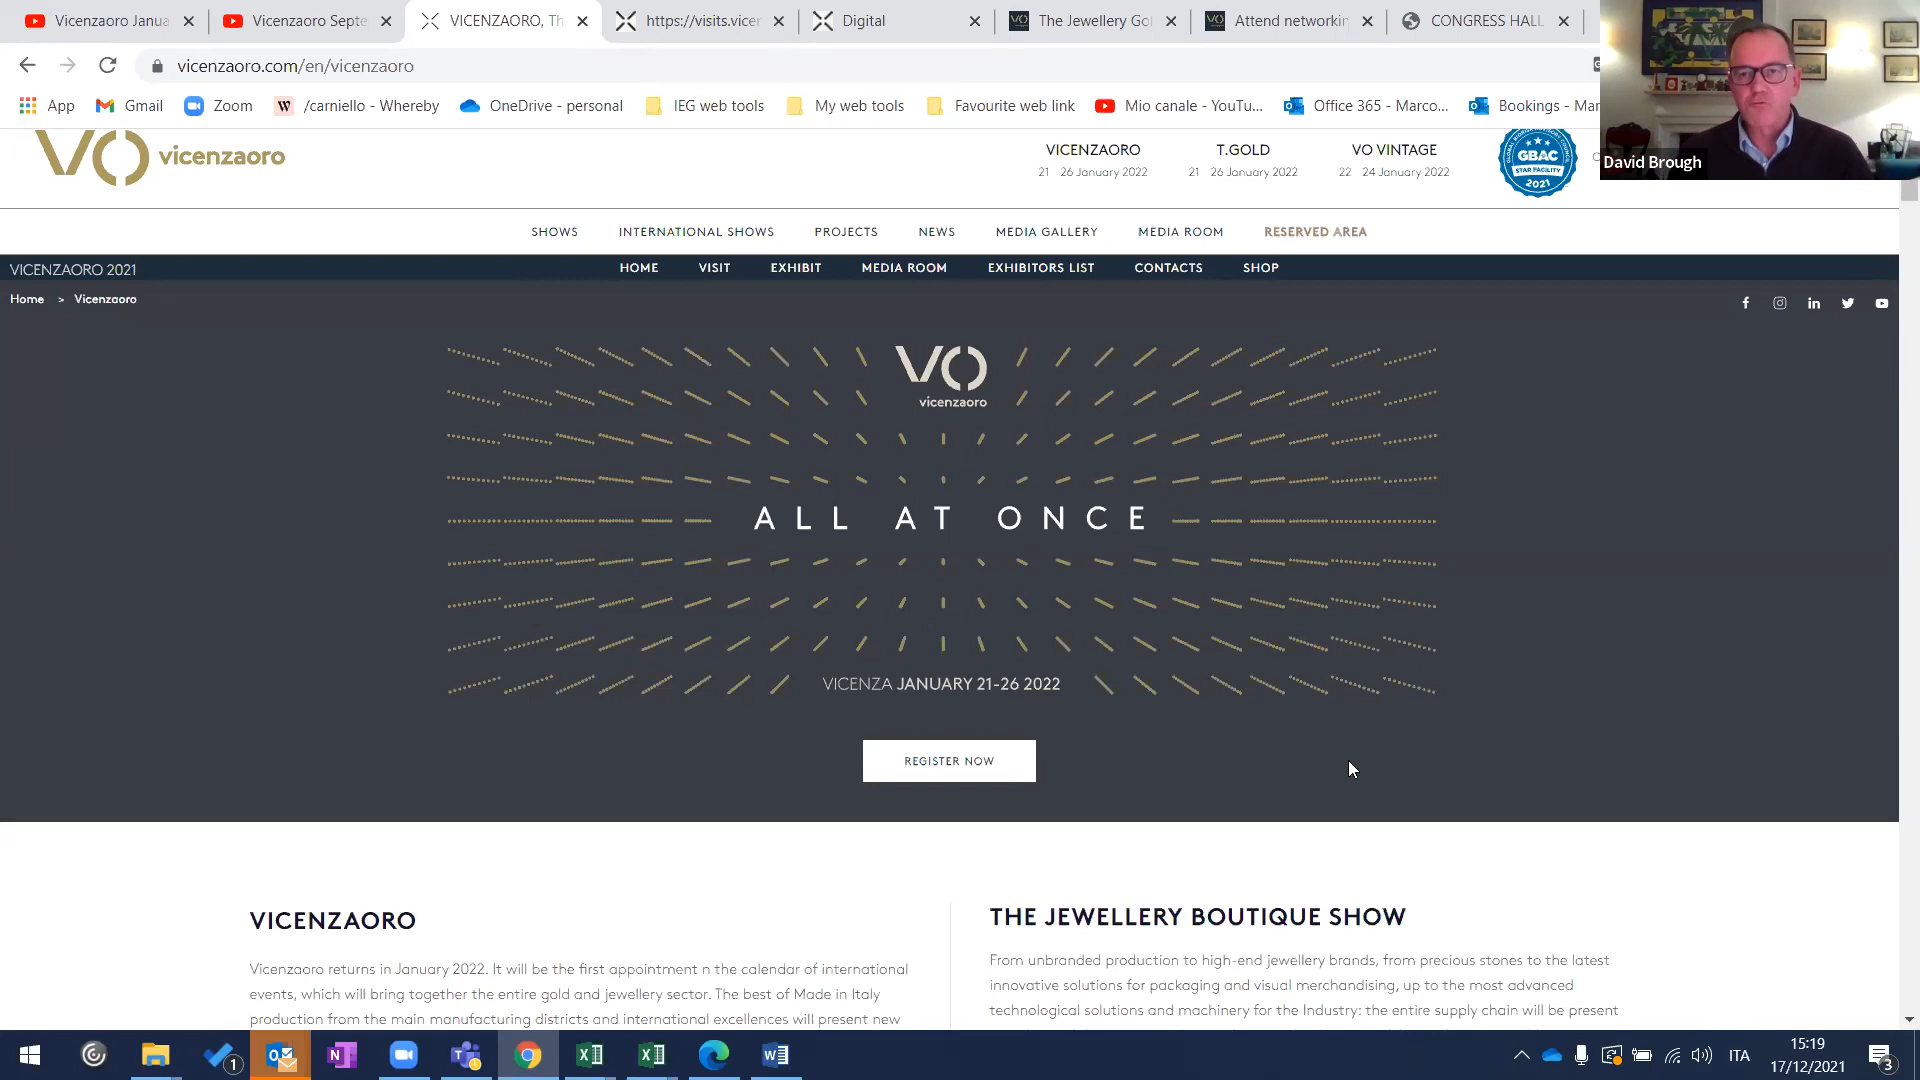 Vicenzaoro Janua
Vicenzaoro Septe
VICENZAORO, Th
https://visits.vicen
Digital
The Jewellery Gol
Attend networkin
CONGRESS HALL
vicenzaoro.com/en/vicenzaoro
App
Gmail
Zoom
/carniello - Whereby
OneDrive - personal
IEG web tools
My web tools
Favourite web link
Mio canale - YouTu...
Office 365 - Marco...
Bookings - Mar
David Brough
VO vicenzaoro
VICENZAORO
21 26 January 2022
T.GOLD
21 26 January 2022
VO VINTAGE
22 24 January 2022
GBAC
STAR FACILITY
2021
SHOWS
INTERNATIONAL SHOWS
PROJECTS
NEWS
MEDIA GALLERY
MEDIA ROOM
RESERVED AREA
VICENZAORO 2021
HOME
VISIT
EXHIBIT
MEDIA ROOM
EXHIBITORS LIST
CONTACTS
SHOP
Home > Vicenzaoro
VO
vicenzaoro
ALL AT ONCE
VICENZA JANUARY 21-26 2022
REGISTER NOW
VICENZAORO
Vicenzaoro returns in January 2022. It will be the first appointment n the calendar of international
events, which will bring together the entire gold and jewellery sector. The best of Made in Italy
production from the main manufacturing districts and international excellences will present new
THE JEWELLERY BOUTIQUE SHOW
From unbranded production to high-end jewellery brands, from precious stones to the latest
innovative solutions for packaging and visual merchandising, up to the most advanced
technological solutions and machinery for the Industry: the entire supply chain will be present
1
ITA
15:19
17/12/2021
3